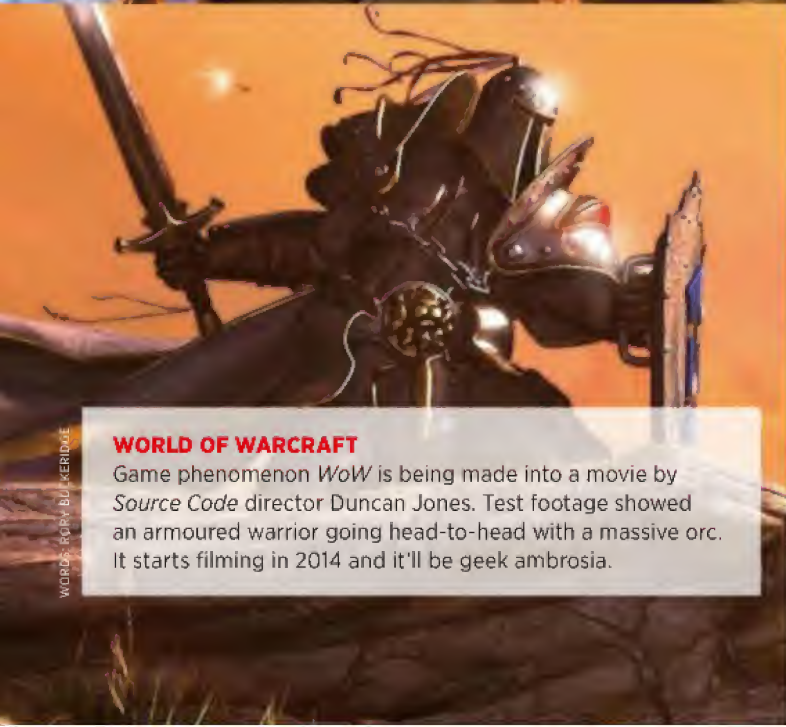 WORLD OF WARCRAFT
Game phenomenon WoW is being made into a movie by
Source Code director Duncan Jones. Test footage showed
an armoured warrior going head-to-head with a massive orc.
It starts filming in 2014 and it'll be geek ambrosia.
WORDS: RORY BUCKERIDGE